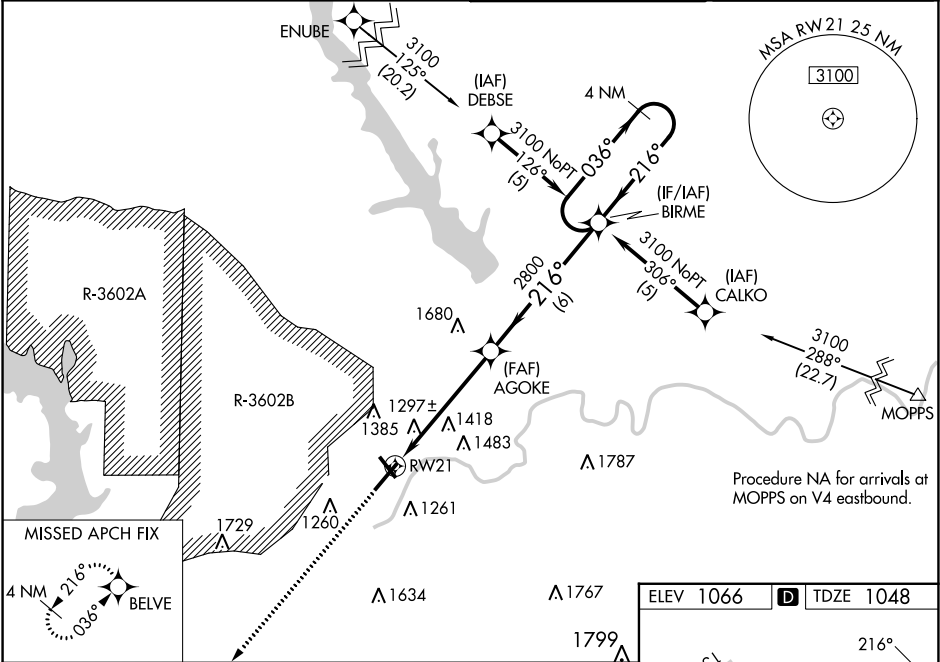 ENUBE
3100
125°
(20.2)
(IAF)
DEBSE
3100 NoPT
126°
(5)
4 NM
036°
216°
(IF/IAF)
BIRME
MSA RW21 25 NM
3100
2800
216°
(6)
3100 NoPT
306°
(5)
(IAF)
CALKO
3100
288°
(22.7)
MOPPS
R-3602A
R-3602B
1680
(FAF)
AGOKE
1297±
1385
1418
1483
RW21
1787
Procedure NA for arrivals at
MOPPS on V4 eastbound.
1260
1261
1729
MISSED APCH FIX
4 NM
216°
036°
BELVE
1634
1767
1799
ELEV 1066
D
TDZE 1048
216°